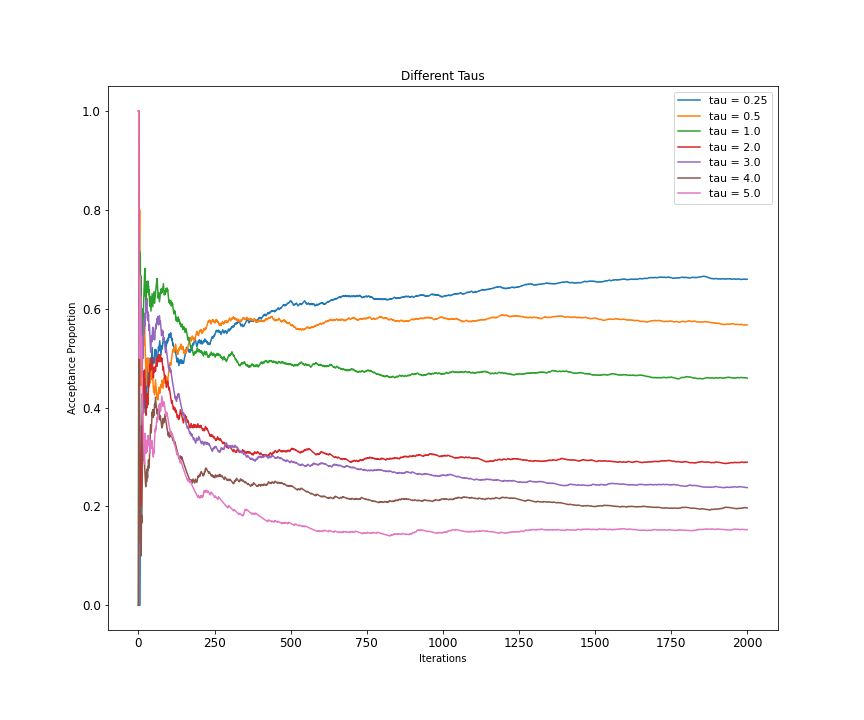 Different Taus
tau = 0.25
tau = 0.5
tau = 1.0
tau = 2.0
tau = 3.0
tau = 4.0
tau = 5.0
1.0
0.8
0.6
0.4
0.2
0.0
Acceptance Proportion
0 250 500 750 1000 1250 1500 1750 2000
Iterations